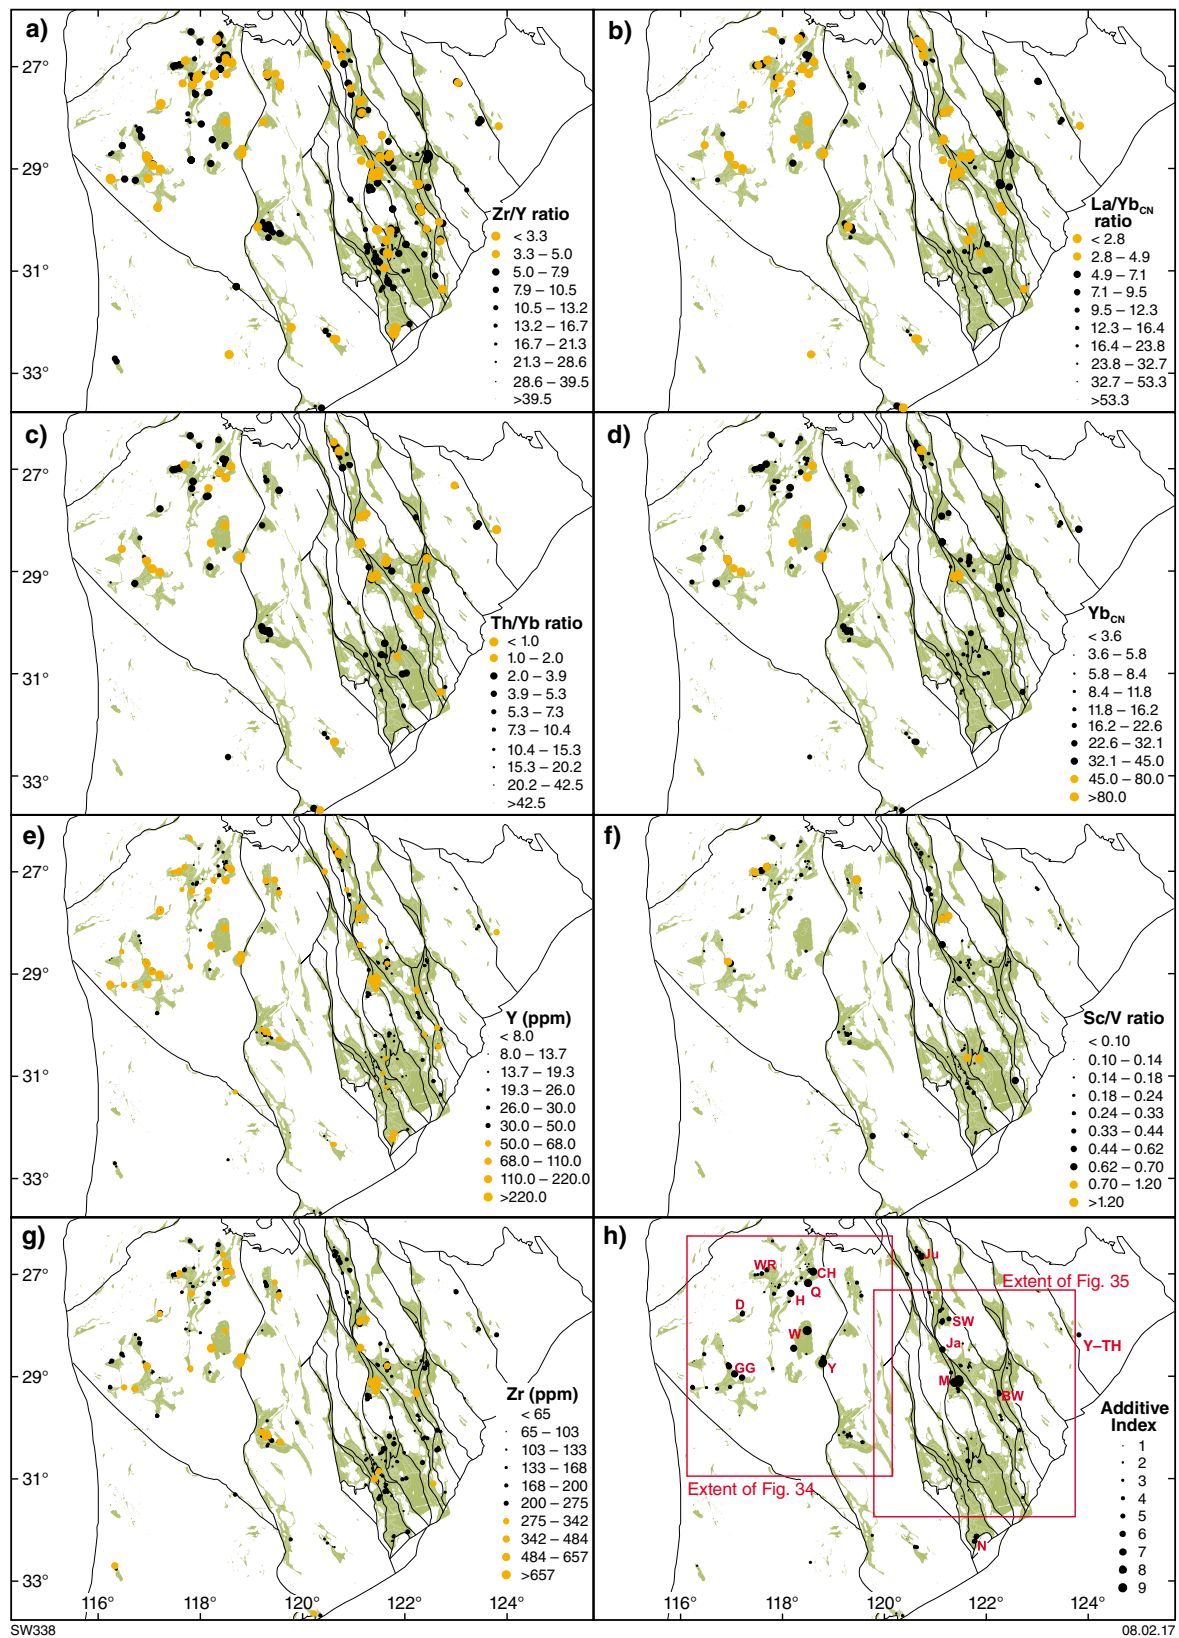 a)
27°
29°
31°
33°
Zr/Y ratio
< 3.3
3.3 – 5.0
5.0 – 7.9
7.9 – 10.5
10.5 – 13.2
13.2 – 16.7
16.7 – 21.3
21.3 – 28.6
28.6 – 39.5
>39.5
b)
La/YbCN
ratio
< 2.8
2.8 – 4.9
4.9 – 7.1
7.1 – 9.5
9.5 – 12.3
12.3 – 16.4
16.4 – 23.8
23.8 – 32.7
32.7 – 53.3
>53.3
c)
27°
29°
31°
33°
Th/Yb ratio
< 1.0
1.0 – 2.0
2.0 – 3.9
3.9 – 5.3
5.3 – 7.3
7.3 – 10.4
10.4 – 15.3
15.3 – 20.2
20.2 – 42.5
>42.5
d)
YbCN
< 3.6
3.6 – 5.8
5.8 – 8.4
8.4 – 11.8
11.8 – 16.2
16.2 – 22.6
22.6 – 32.1
32.1 – 45.0
45.0 – 80.0
>80.0
e)
27°
29°
31°
33°
Y (ppm)
< 8.0
8.0 – 13.7
13.7 – 19.3
19.3 – 26.0
26.0 – 30.0
30.0 – 50.0
50.0 – 68.0
68.0 – 110.0
110.0 – 220.0
>220.0
f)
Sc/V ratio
< 0.10
0.10 – 0.14
0.14 – 0.18
0.18 – 0.24
0.24 – 0.33
0.33 – 0.44
0.44 – 0.62
0.62 – 0.70
0.70 – 1.20
>1.20
g)
27°
29°
31°
33°
Zr (ppm)
< 65
65 – 103
103 – 133
133 – 168
168 – 200
200 – 275
275 – 342
342 – 484
484 – 657
>657
116°
118°
120°
122°
124°
h)
Ju
WR
CH
Extent of Fig. 35
Q
H
D
SW
W
Ja
Y–TH
GG
Y
M
BW
Extent of Fig. 34
N
Additive
Index
1
2
3
4
5
6
7
8
9
116°
118°
120°
122°
124°
SW338
08.02.17